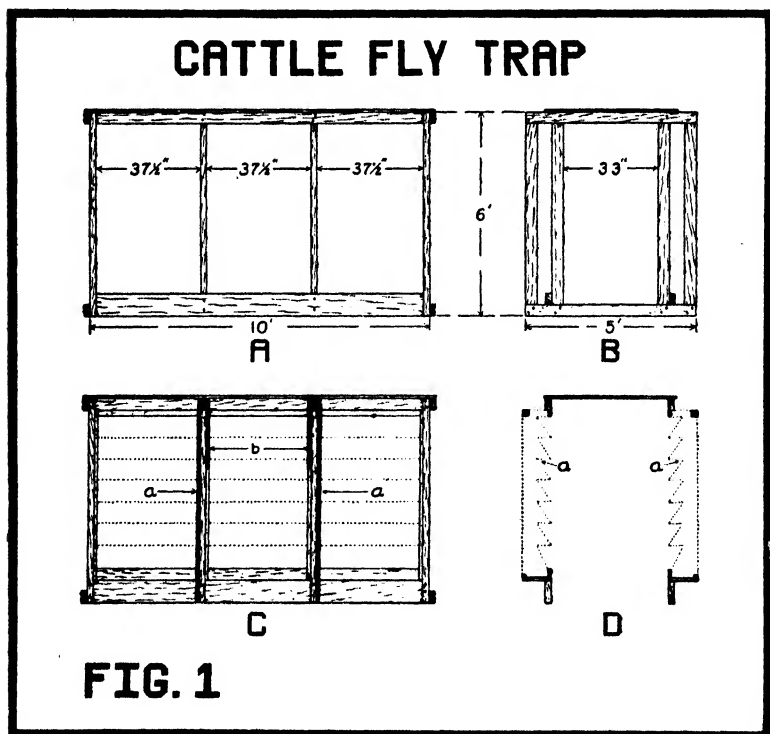 CATTLE FLY TRAP
37½" 37½" 37½" 33"
6'
10' 5'
A B
b
a a a a
C D
FIG. 1